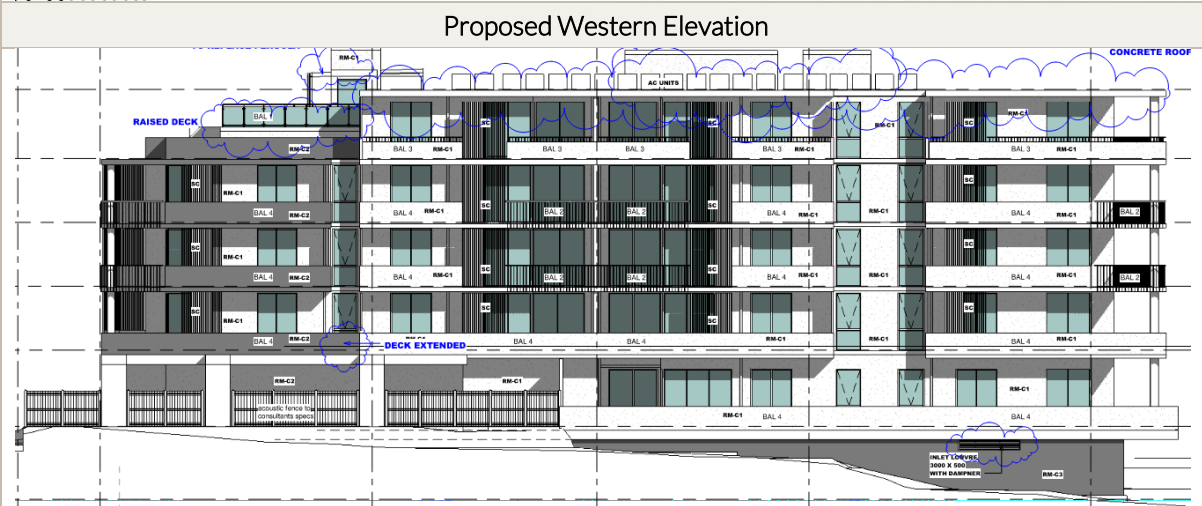 Proposed Western Elevation
RM-C1
CONCRETE ROOF
AC UNITS
RAISED DECK
BAL 1
SC
SC
RM-C1
SC
RM-C1
RM-C2
BAL 3 RM-C1 BAL 3 BAL 3 BAL 3 RM-C1 BAL 3 RM-C1
SC
SC
RM-C1
SC SC
BAL 4 RM-C2 BAL 4 RM-C1 BAL 2 BAL 2 BAL 4 RM-C1 RM-C1 BAL 4 RM-C1 BAL 2
SC
SC
RM-C1
SC SC
BAL 4 RM-C2 BAL 4 RM-C1 BAL 2 BAL 2 BAL 4 RM-C1 RM-C1 BAL 4 RM-C1 BAL 2
SC
SC SC
RM-C1 SC
BAL 4 RM-C2 BAL 4 BAL 4 RM-C1 RM-C1 BAL 4 RM-C1
DECK EXTENDED
RM-C2 RM-C1
RM-C1
acoustic fence to
consultants specs
RM-C1 BAL 4 BAL 4
INLET LOUVRE,
3000 X 500
WITH DAMPNER
RM-C3